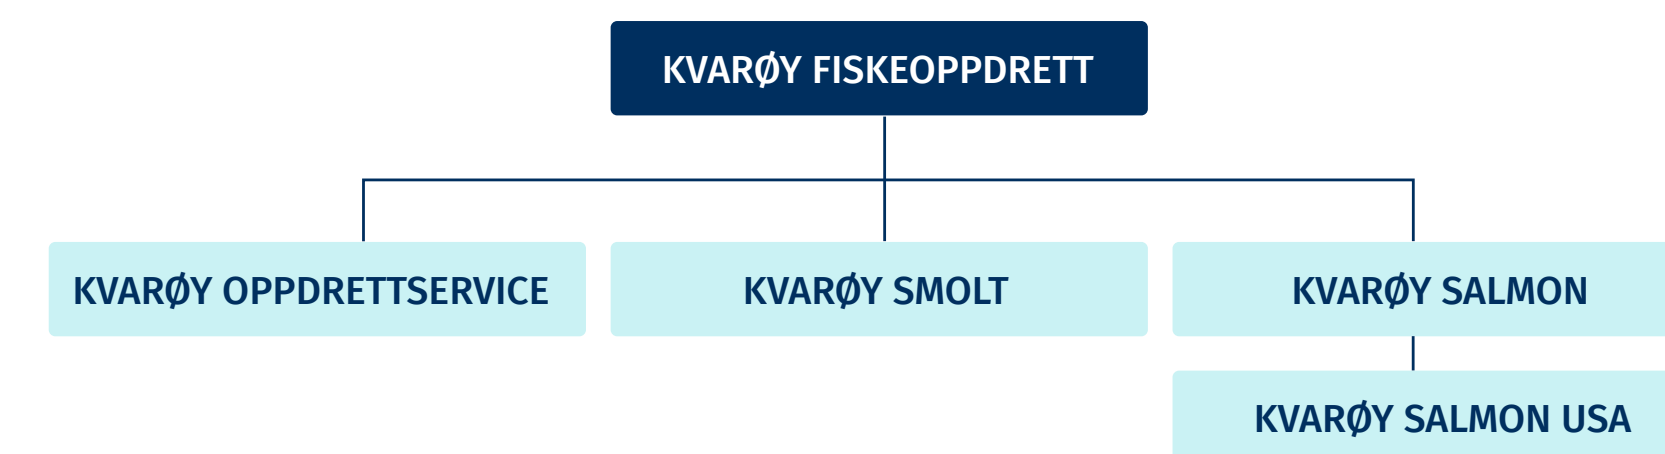 KVARØY FISKEOPPDRETT
KVARØY OPPDRETTSERVICE
KVARØY SMOLT
KVARØY SALMON
KVARØY SALMON USA